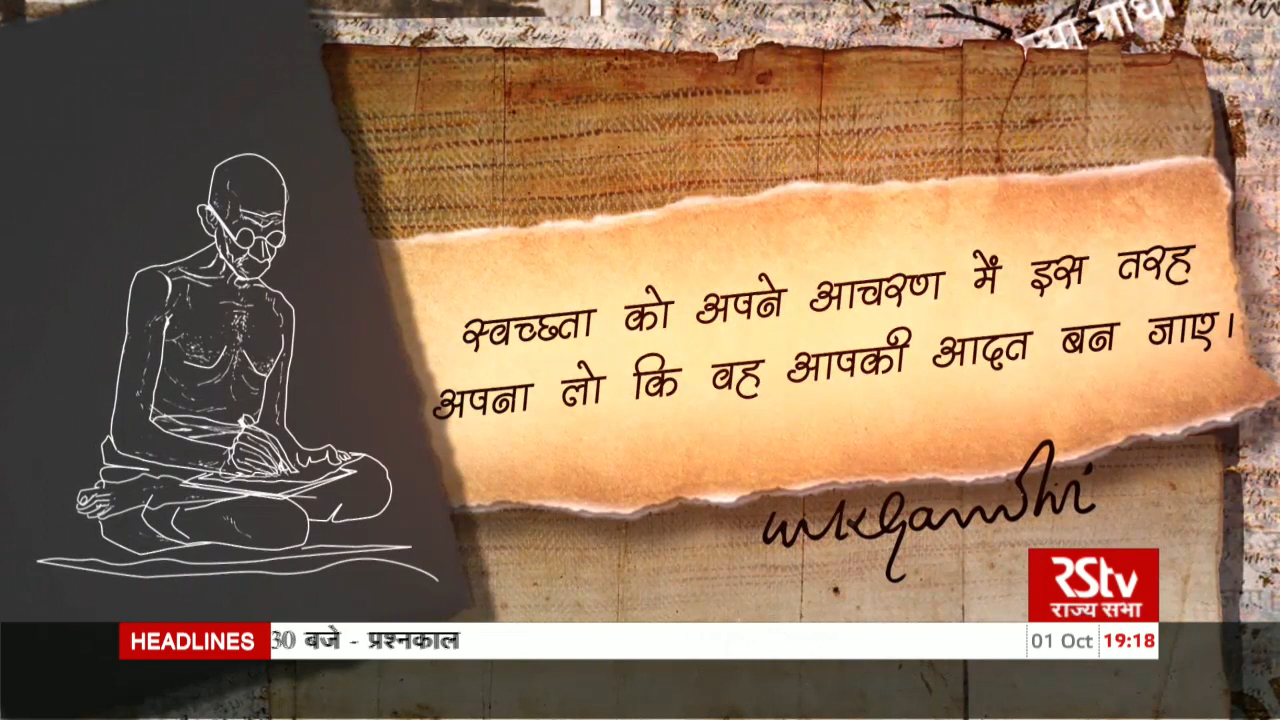 स्वच्छता को अपने आचरण में इस तरह
अपना लो कि वह आपकी आदत बन जाए।
mkgandhi
RSTV
राज्य सभा
HEADLINES 30 बजे - प्रश्नकाल 01 Oct 19:18